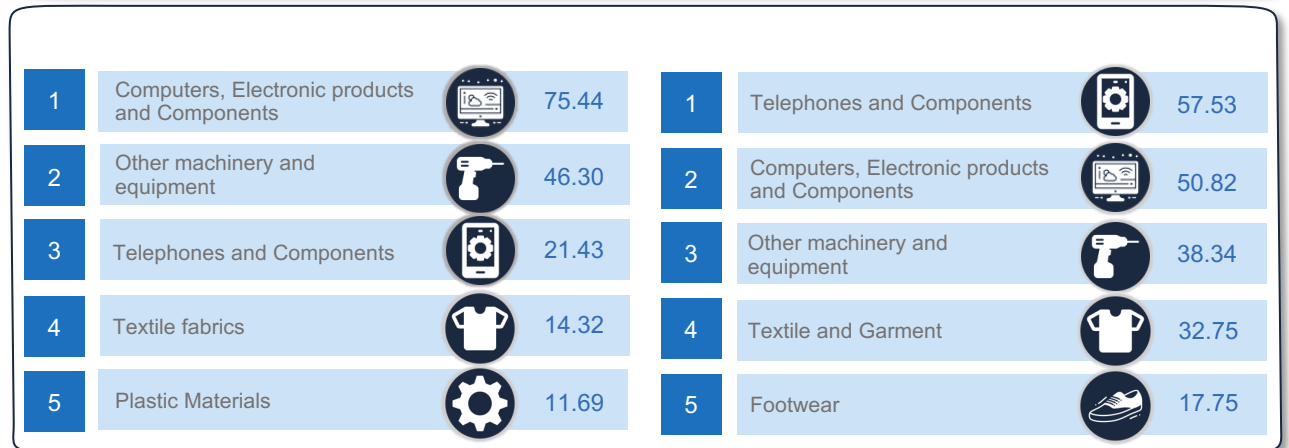 1
Computers, Electronic products
and Components
75.44
2
Other machinery and
equipment
46.30
3
Telephones and Components
21.43
4
Textile fabrics
14.32
5
Plastic Materials
11.69
1
Telephones and Components
57.53
2
Computers, Electronic products
and Components
50.82
3
Other machinery and
equipment
38.34
4
Textile and Garment
32.75
5
Footwear
17.75